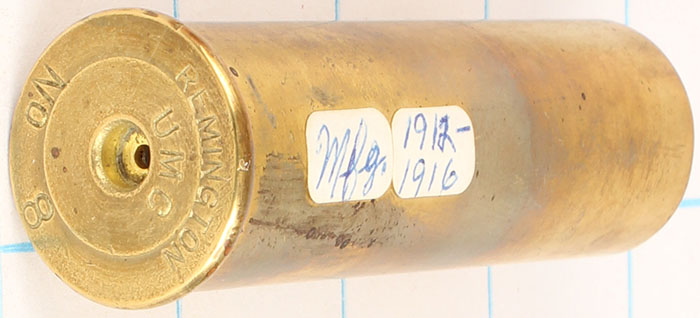 REMINGTON
UMC
NO 8
Mfg. 1912-
1916